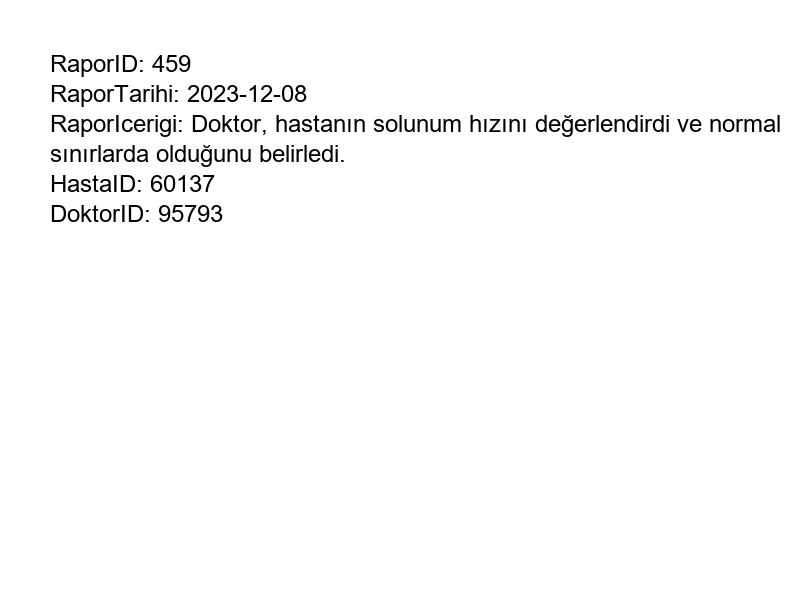 RaporID: 459
RaporTarihi: 2023-12-08
RaporIcerigi: Doktor, hastanın solunum hızını değerlendirdi ve normal
sınırlarda olduğunu belirledi.
HastaID: 60137
DoktorID: 95793